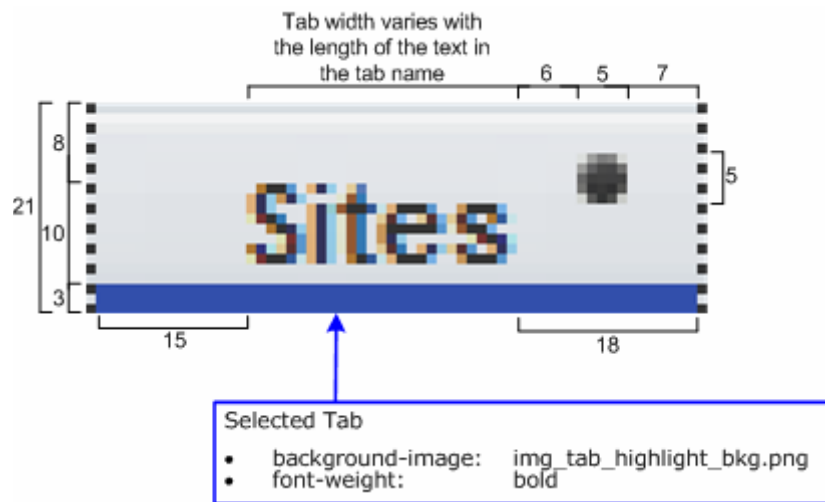 Tab width varies with
the length of the text in
the tab name
6 5 7
8
5
21
10
Sites
3
15
18
Selected Tab
• background-image: img_tab_highlight_bkg.png
• font-weight: bold